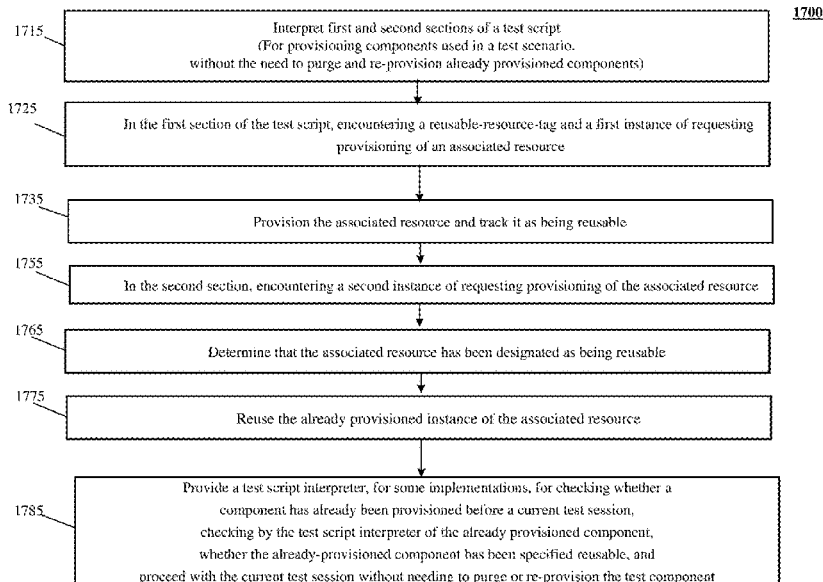 1700
1715
Interpret first and second sections of a test script
(For provisioning components used in a test scenario,
without the need to purge and re-provision already provisioned components)
1725
In the first section of the test script, encountering a reusable-resource-tag and a first instance of requesting
provisioning of an associated resource
1735
Provision the associated resource and track it as being reusable
1755
In the second section, encountering a second instance of requesting provisioning of the associated resource
1765
Determine that the associated resource has been designated as being reusable
1775
Reuse the already provisioned instance of the associated resource
1785
Provide a test script interpreter, for some implementations, for checking whether a
component has already been provisioned before a current test session,
checking by the test script interpreter of the already provisioned component,
whether the already-provisioned component has been specified reusable, and
proceed with the current test session without needing to purge or re-provision the test component